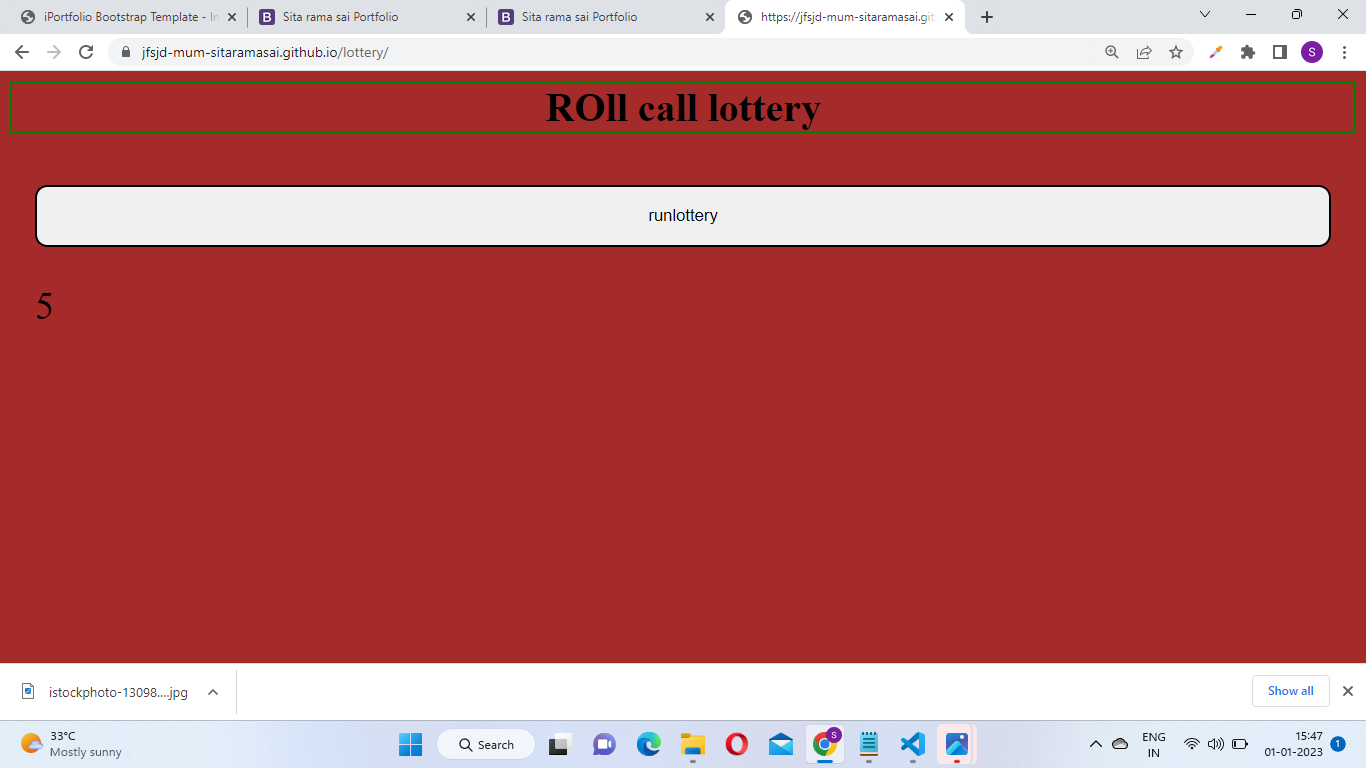 iPortfolio Bootstrap Template - In
Sita rama sai Portfolio
Sita rama sai Portfolio
https://jfsjd-mum-sitaramasai.git
jfsjd-mum-sitaramasai.github.io/lottery/
S
ROll call lottery
runlottery
5
istockphoto-13098....jpg
Show all
33°C
Mostly sunny
Search
S
ENG
IN
15:47
01-01-2023
1